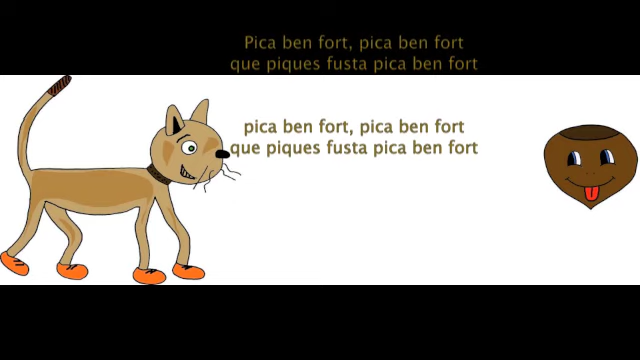 Pica ben fort, pica ben fort
que piques fusta pica ben fort
pica ben fort, pica ben fort
que piques fusta pica ben fort